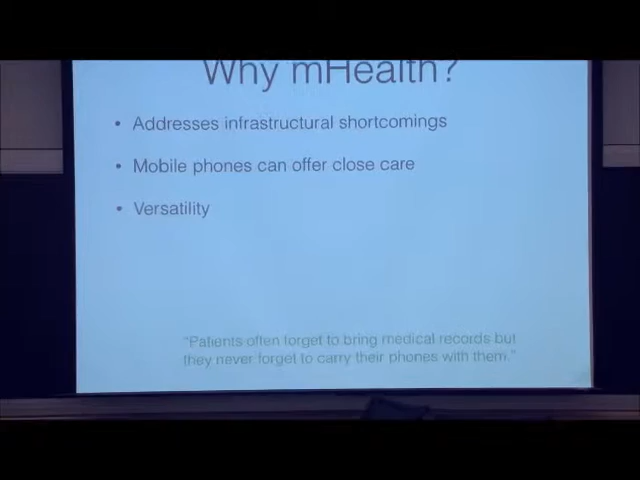 Why mHealth?
• Addresses infrastructural shortcomings
• Mobile phones can offer close care
• Versatility
"Patients often forget to bring medical records but
they never forget to carry their phones with them."